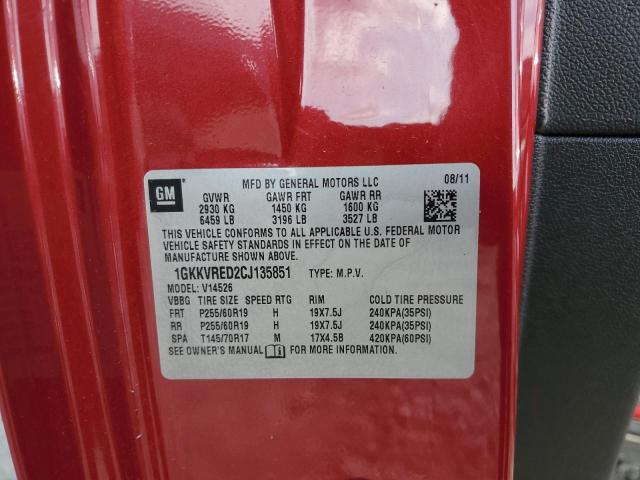 MFD BY GENERAL MOTORS LLC 08/11
GM
GVWR GAWR FRT GAWR RR
2930 KG 1450 KG 1600 KG
6459 LB 3196 LB 3527 LB
THIS VEHICLE CONFORMS TO ALL APPLICABLE U.S. FEDERAL MOTOR
VEHICLE SAFETY STANDARDS IN EFFECT ON THE DATE OF
MANUFACTURE SHOWN ABOVE.
1GKKVRED2CJ135851 TYPE: M.P.V.
MODEL: V14526
VBBG TIRE SIZE SPEED RTG RIM COLD TIRE PRESSURE
FRT P255/60R19 H 19X7.5J 240KPA(35PSI)
RR P255/60R19 H 19X7.5J 240KPA(35PSI)
SPA T145/70R17 M 17X4.5B 420KPA(60PSI)
SEE OWNER'S MANUAL FOR MORE INFORMATION.